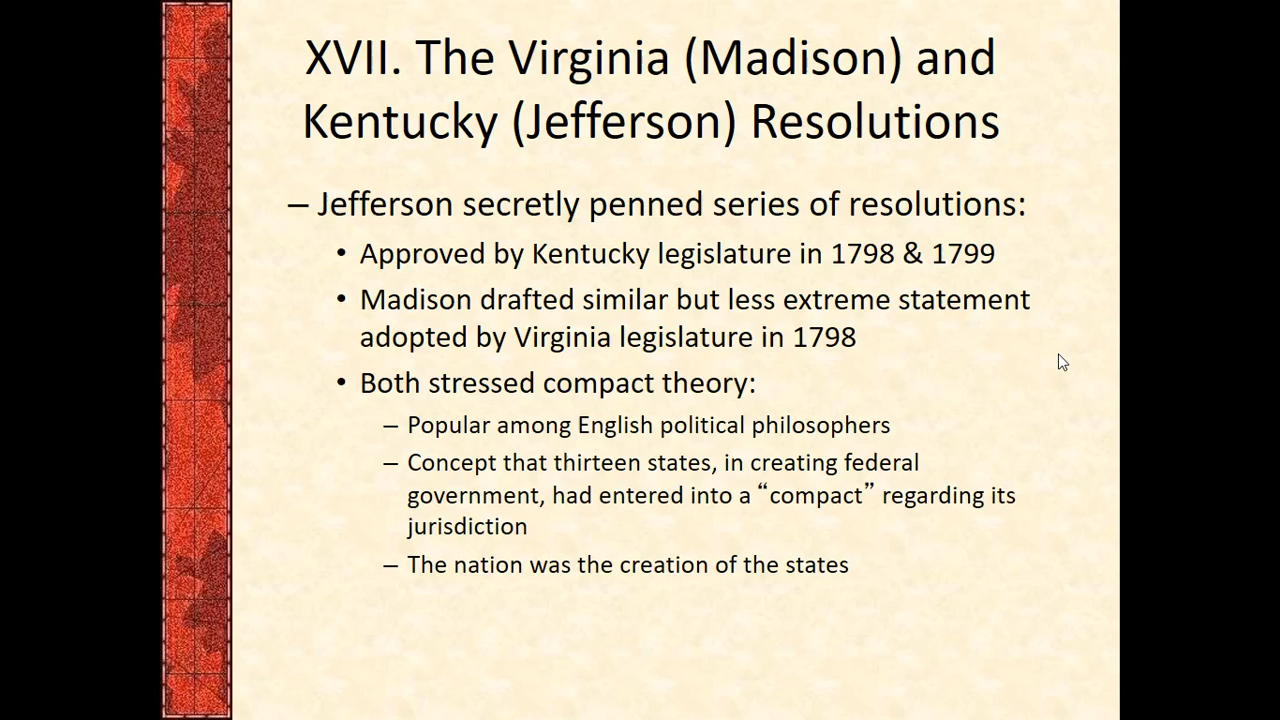 XVII. The Virginia (Madison) and
Kentucky (Jefferson) Resolutions
– Jefferson secretly penned series of resolutions:
• Approved by Kentucky legislature in 1798 & 1799
• Madison drafted similar but less extreme statement
adopted by Virginia legislature in 1798
• Both stressed compact theory:
– Popular among English political philosophers
– Concept that thirteen states, in creating federal
government, had entered into a “compact” regarding its
jurisdiction
– The nation was the creation of the states